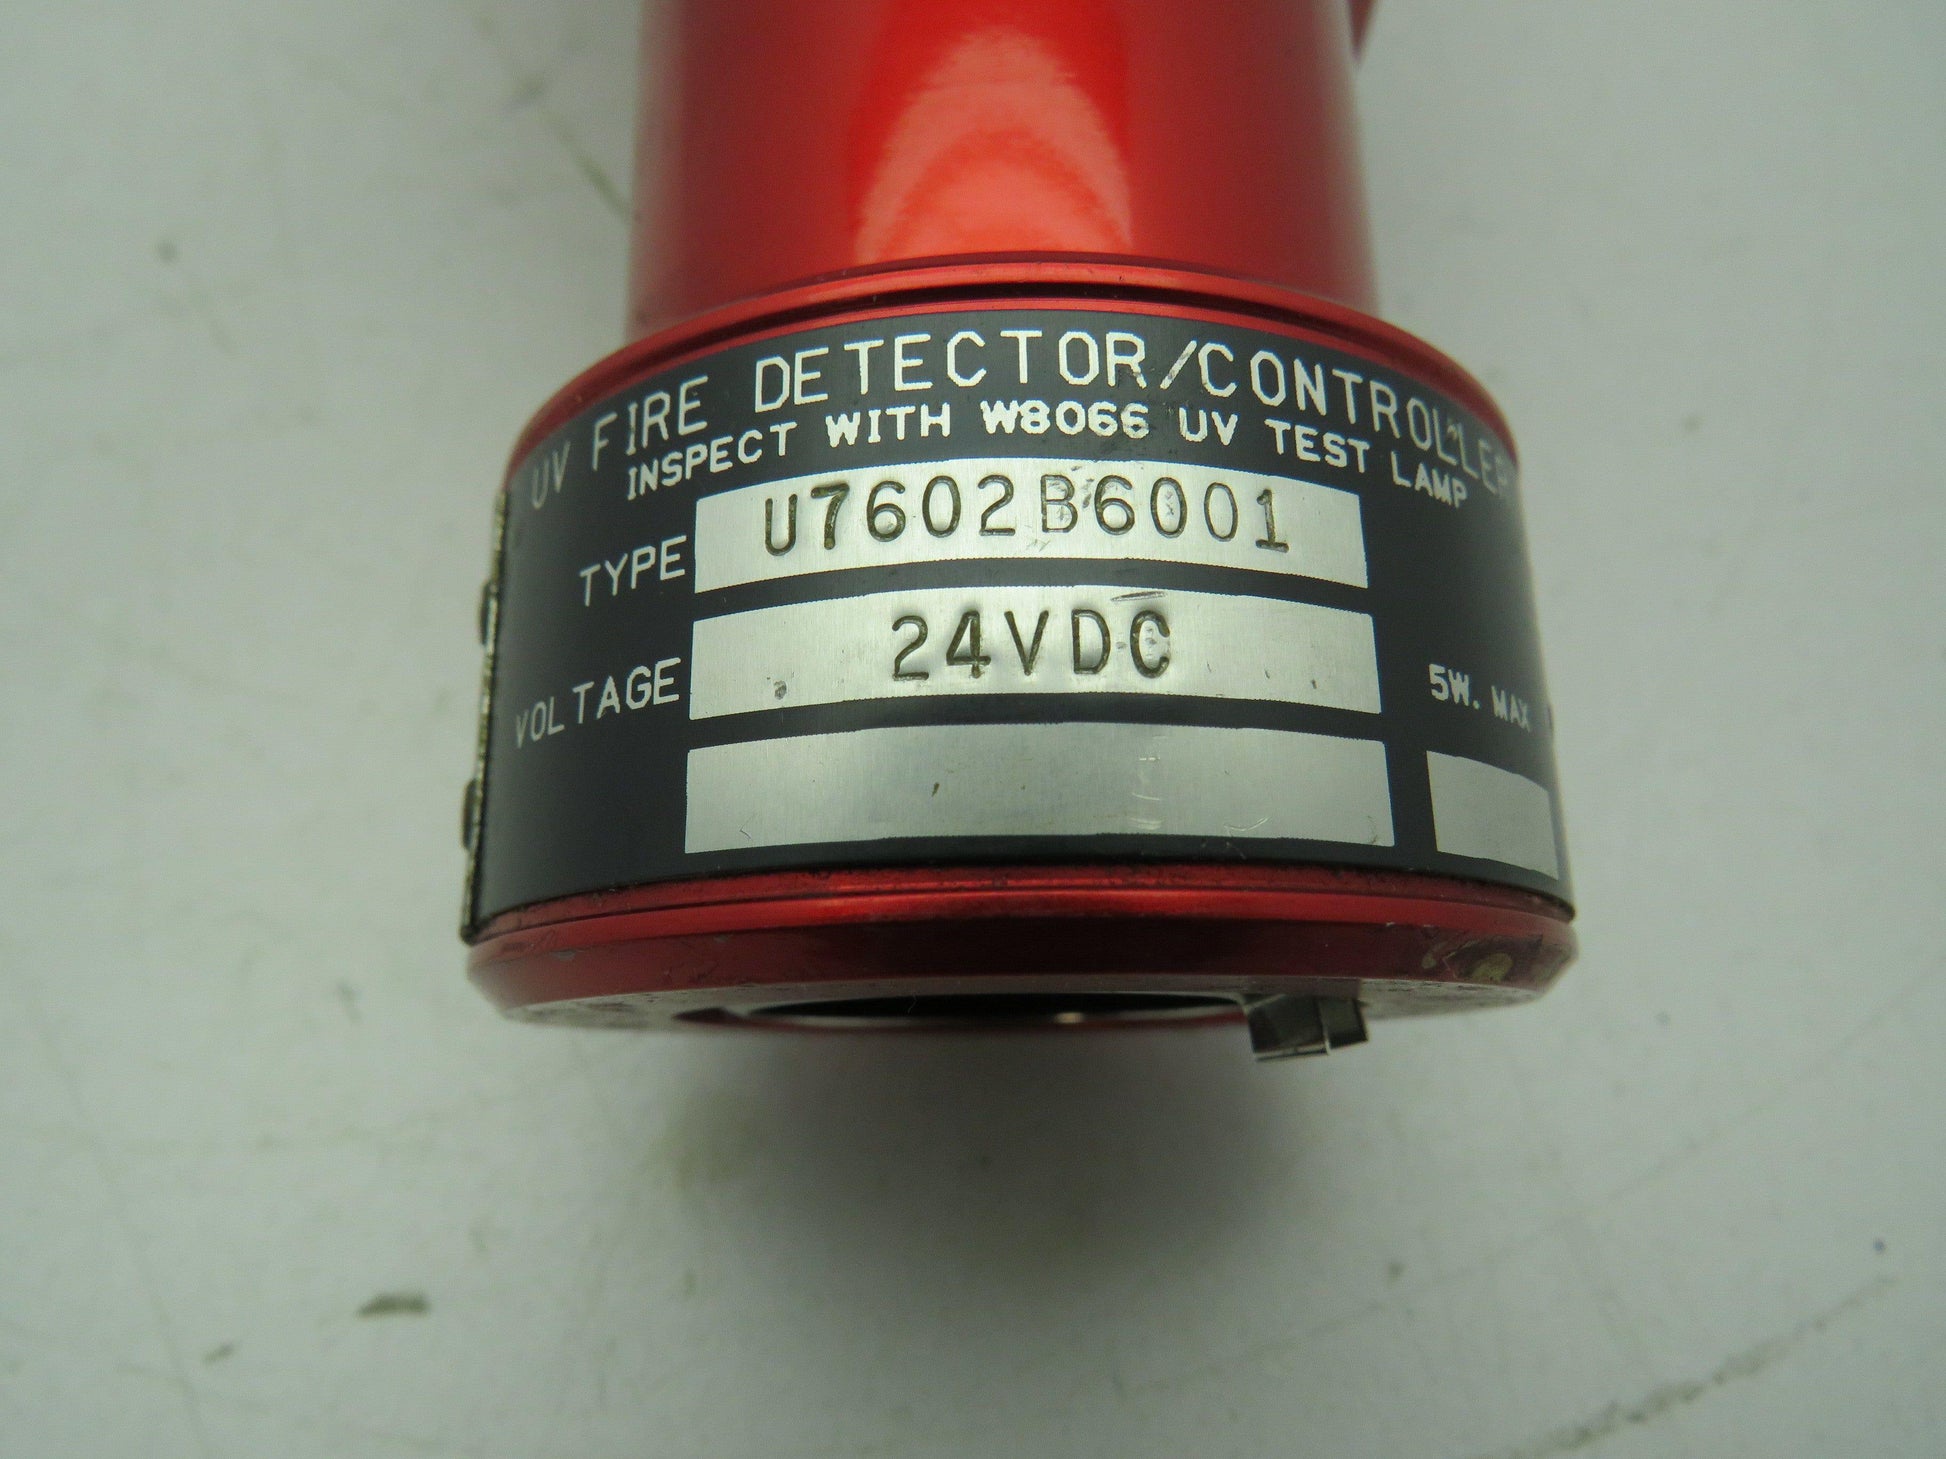 UV FIRE DETECTOR/CONTROLLER
INSPECT WITH W8066 UV TEST LAMP
TYPE U7602B6001
VOLTAGE 24VDC 5W. MAX